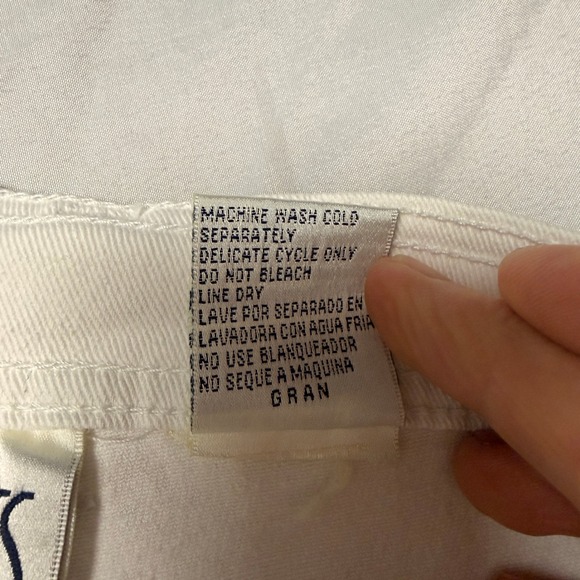 MACHINE WASH COLD
SEPARATELY
DELICATE CYCLE ONLY
DO NOT BLEACH
LINE DRY
LAVE POR SEPARADO EN
LAVADORA CON AGUA FRIA
NO USE BLANQUEADOR
NO SEQUE A MAQUINA
GRAN